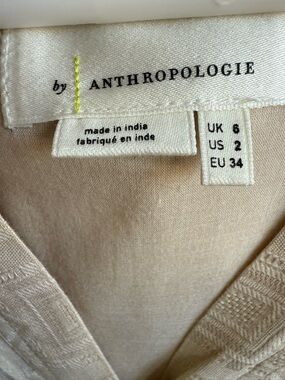 by ANTHROPOLOGIE
made in india
fabriqué en inde
UK 6
US 2
EU 34